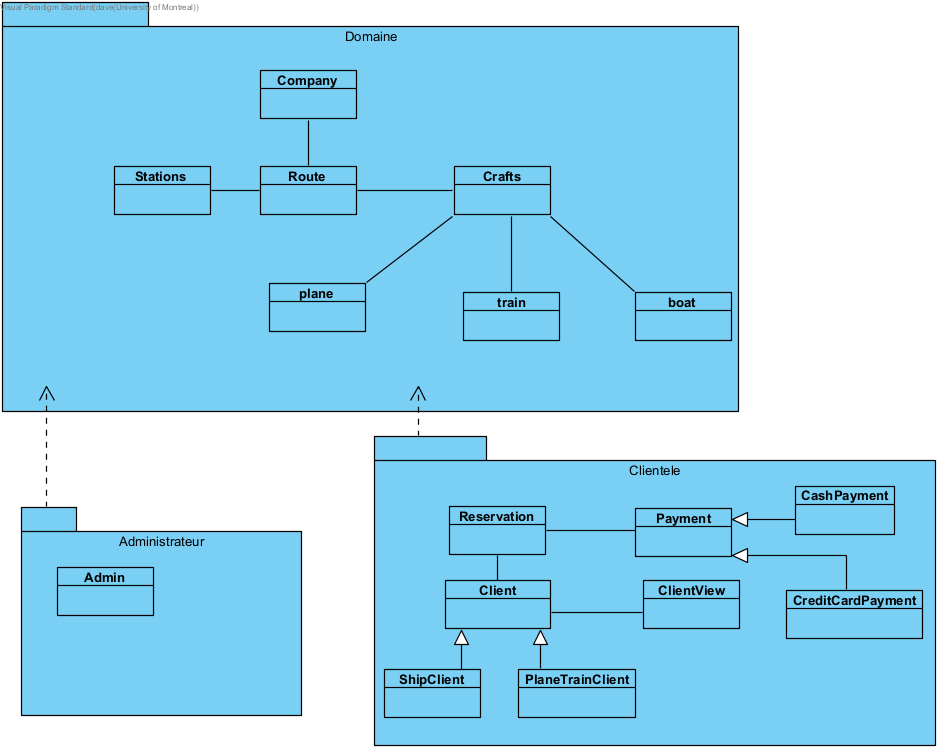 Visual Paradigm Standard(dave(University of Montreal))
Domaine
Company
Stations
Route
Crafts
plane
train
boat
Clientele
CashPayment
Reservation
Payment
Administrateur
Admin
Client
ClientView
CreditCardPayment
ShipClient
PlaneTrainClient